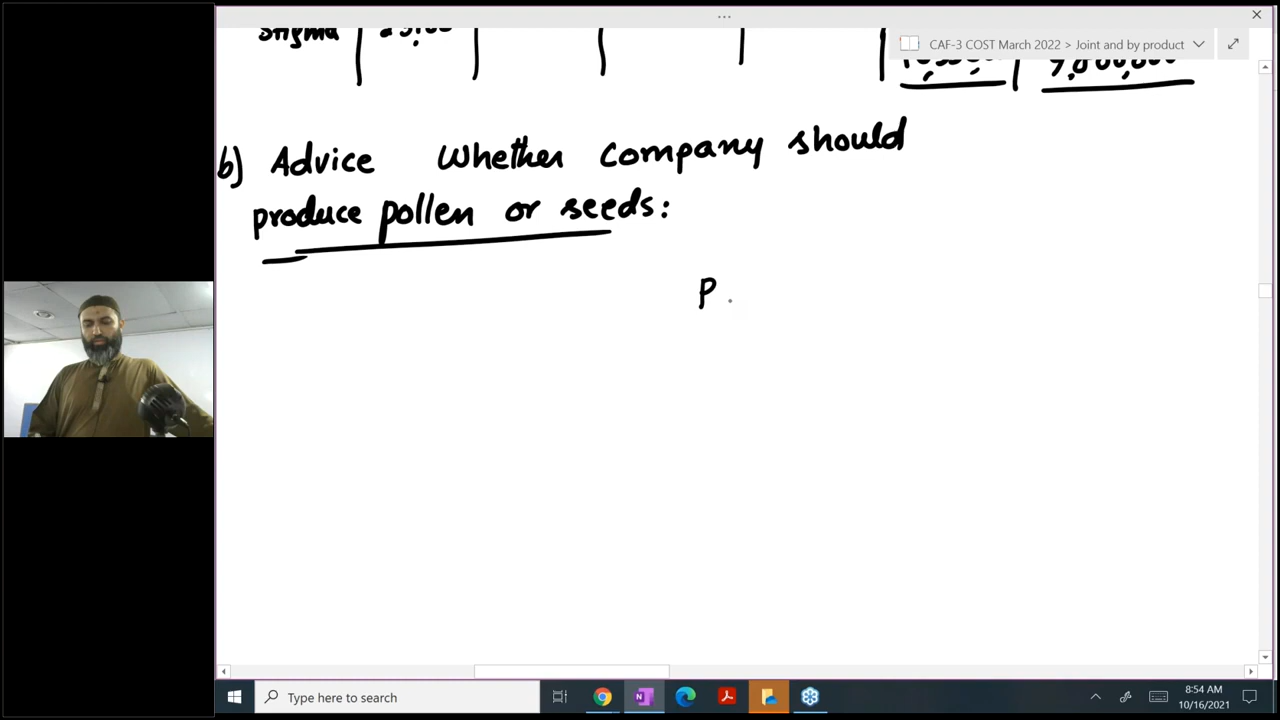 Stigma
CAF-3 COST March 2022 > Joint and by product
b) Advice Whether company should
produce pollen or seeds:
P
Type here to search
8:54 AM
10/16/2021